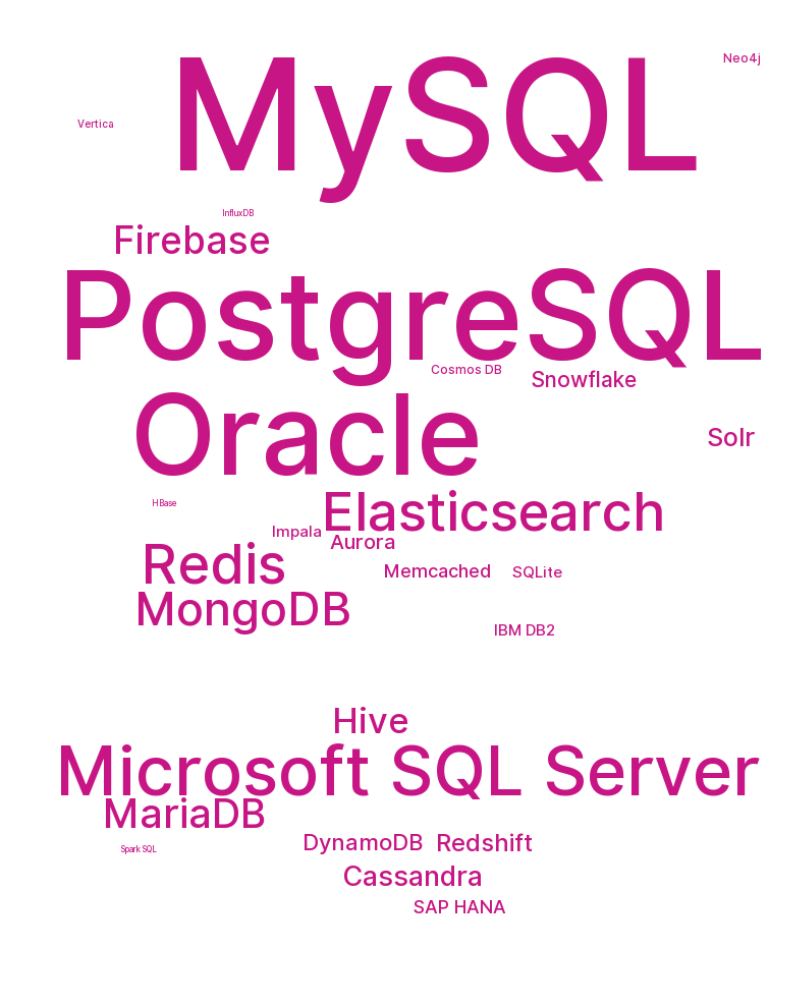 Neo4j
MySQL
Vertica
InfluxDB
Firebase
PostgreSQL
Cosmos DB
Snowflake
Oracle
Solr
HBase
Elasticsearch
Impala
Aurora
Redis
Memcached
SQLite
MongoDB
IBM DB2
Hive
Microsoft SQL Server
MariaDB
DynamoDB
Redshift
Spark SQL
Cassandra
SAP HANA